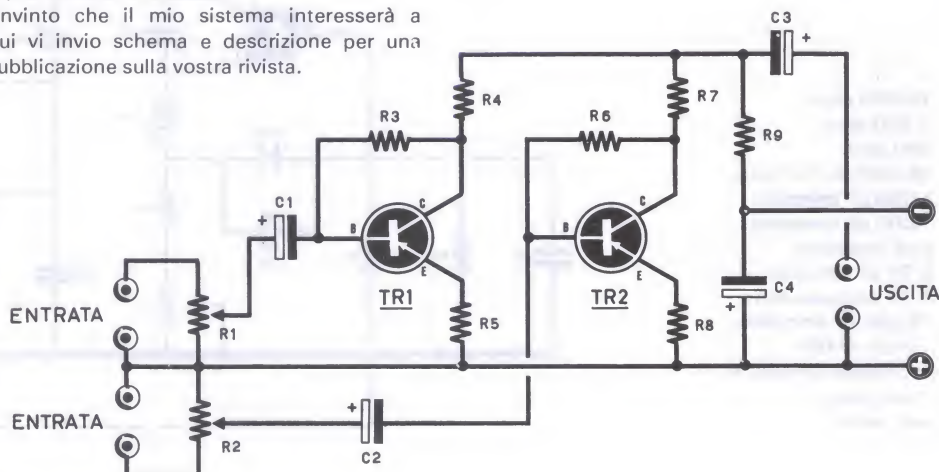 nvinto che il mio sistema interesserà a
ui vi invio schema e descrizione per una
ubblicazione sulla vostra rivista.
C3
+
R4
R7
R3
R6
R9
C1
+
B
C
E
B
C
E
TR1
TR2
C4
+
ENTRATA
R1
R5
R8
USCITA
ENTRATA
R2
+
C2